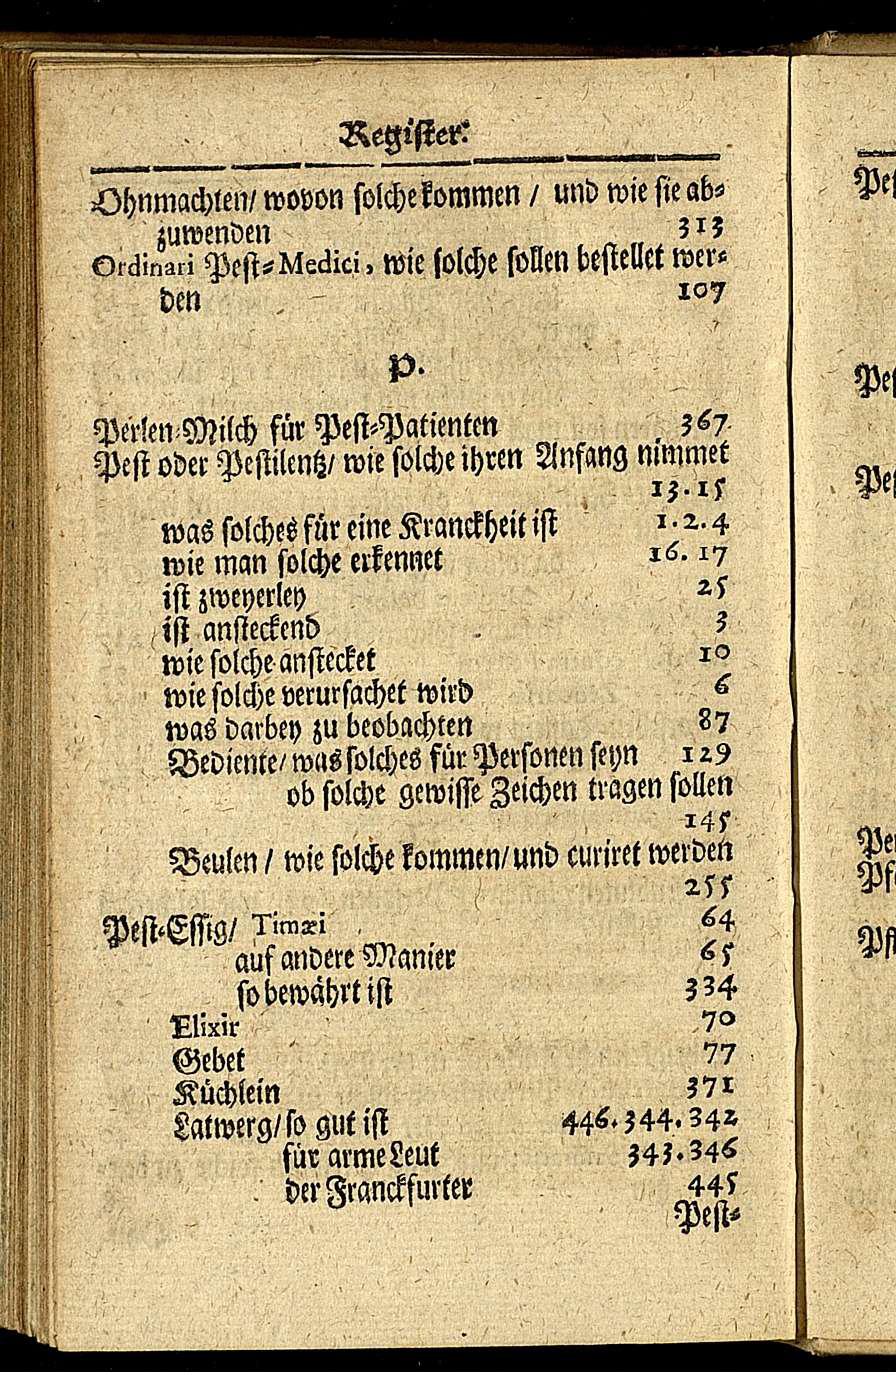 Register.
Ohnmachten/ wovon solche kommen / und wie sie ab-
zuwenden 313
Ordinari Pest-Medici, wie solche sollen bestellet wer-
den 107
P.
Perlen-Milch für Pest-Patienten 367
Pest oder Pestilentz/ wie solche ihren Anfang nimmet
13.15
was solches für eine Kranckheit ist 1.2.4
wie man solche erkennet 16.17
ist zweyerley 25
ist ansteckend 3
wie solche anstecket 10
wie solche verursachet wird 6
was darbey zu beobachten 87
Bediente/ was solches für Personen seyn 129
ob solche gewisse Zeichen tragen sollen
145
Beulen / wie solche kommen/ und curiret werden
255
Pest-Essig/ Timæi 64
auf andere Manier 65
so bewährt ist 334
Elixir 70
Gebet 77
Küchlein 371
Latwerg/ so gut ist 446.344.342
für arme Leut 343.346
der Franckfurter 445
Pest-